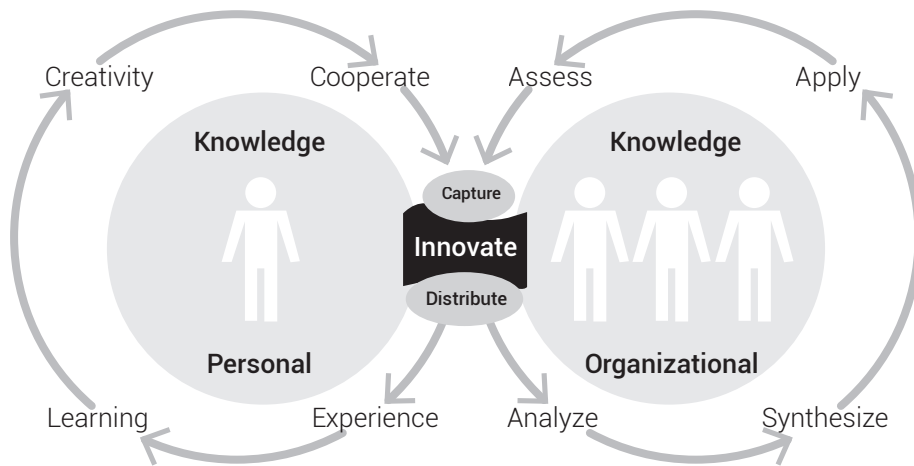 Creativity
Cooperate
Assess
Apply
Knowledge
Knowledge
Capture
Innovate
Distribute
Personal
Organizational
Learning
Experience
Analyze
Synthesize